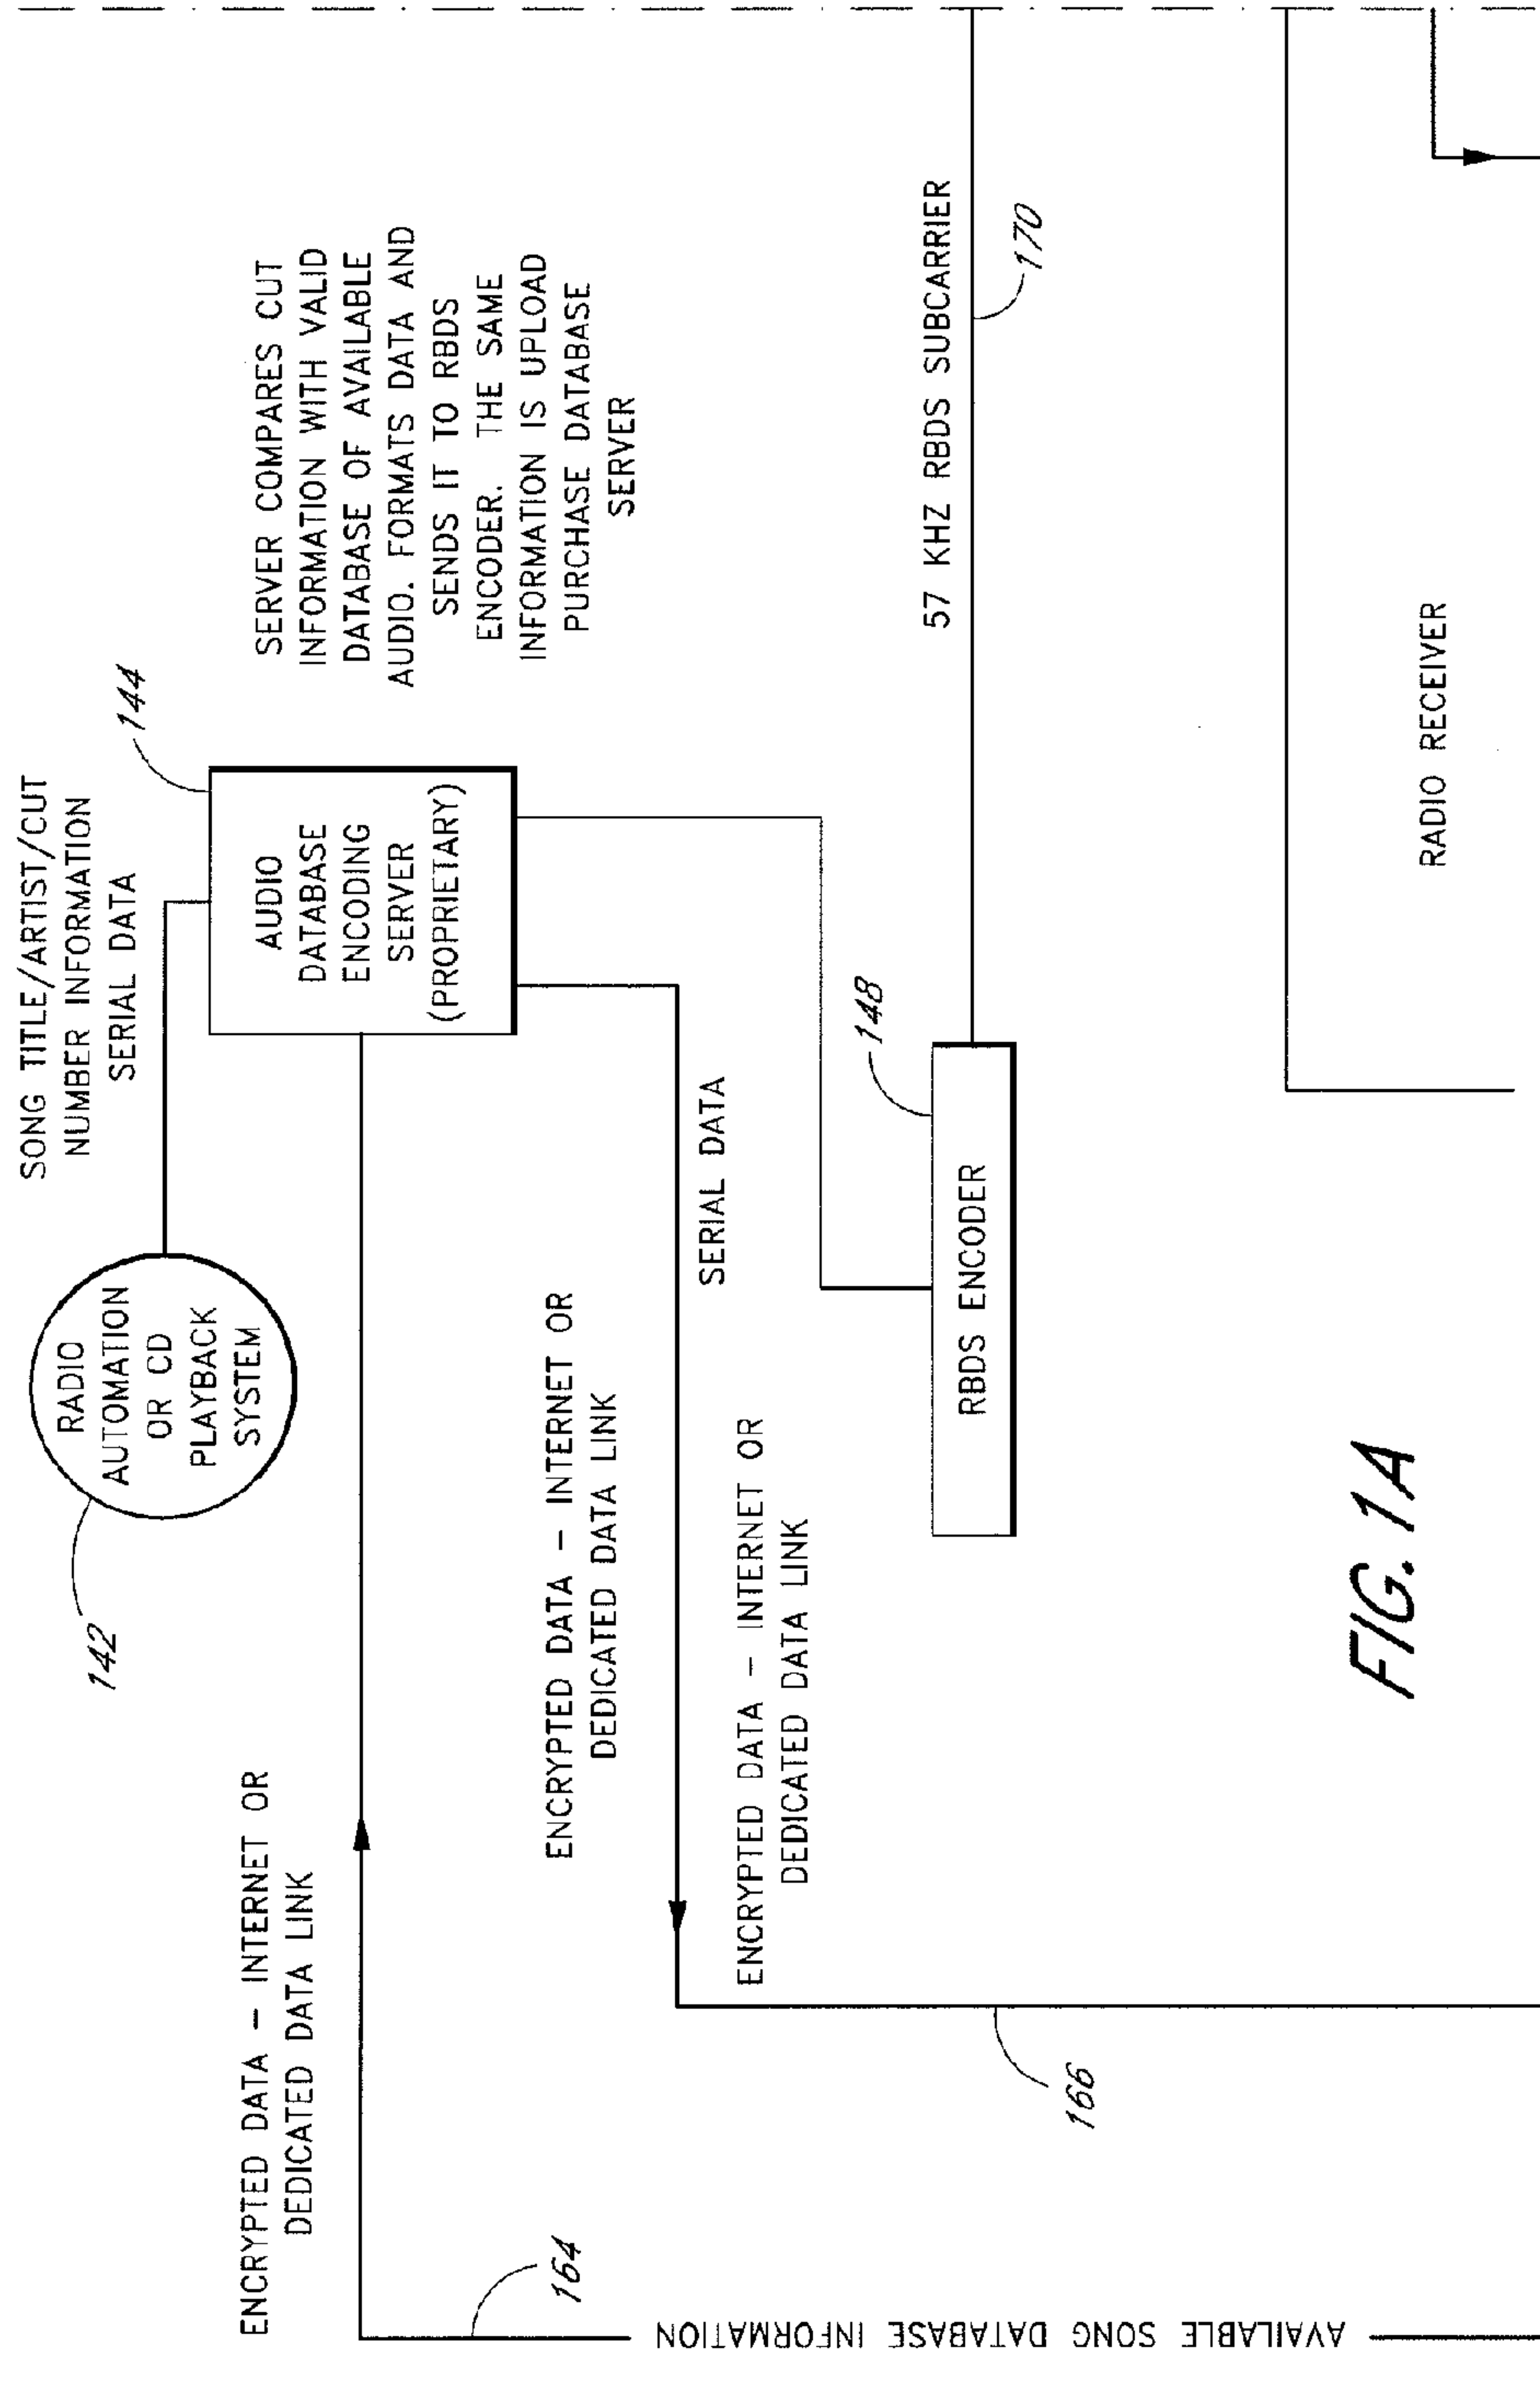 SONG TITLE/ARTIST/CUT
NUMBER INFORMATION
SERIAL DATA
142
RADIO
AUTOMATION
OR CD
PLAYBACK
SYSTEM
144
AUDIO
DATABASE
ENCODING
SERVER
(PROPRIETARY)
SERVER COMPARES CUT
INFORMATION WITH VALID
DATABASE OF AVAILABLE
AUDIO. FORMATS DATA AND
SENDS IT TO RBDS
ENCODER. THE SAME
INFORMATION IS UPLOAD
PURCHASE DATABASE
SERVER
ENCRYPTED DATA – INTERNET OR
DEDICATED DATA LINK
164
AVAILABLE SONG DATABASE INFORMATION
ENCRYPTED DATA – INTERNET OR
DEDICATED DATA LINK
SERIAL DATA
ENCRYPTED DATA – INTERNET OR
DEDICATED DATA LINK
166
148
RBDS ENCODER
57 KHZ RBDS SUBCARRIER
170
RADIO RECEIVER
FIG. 1A